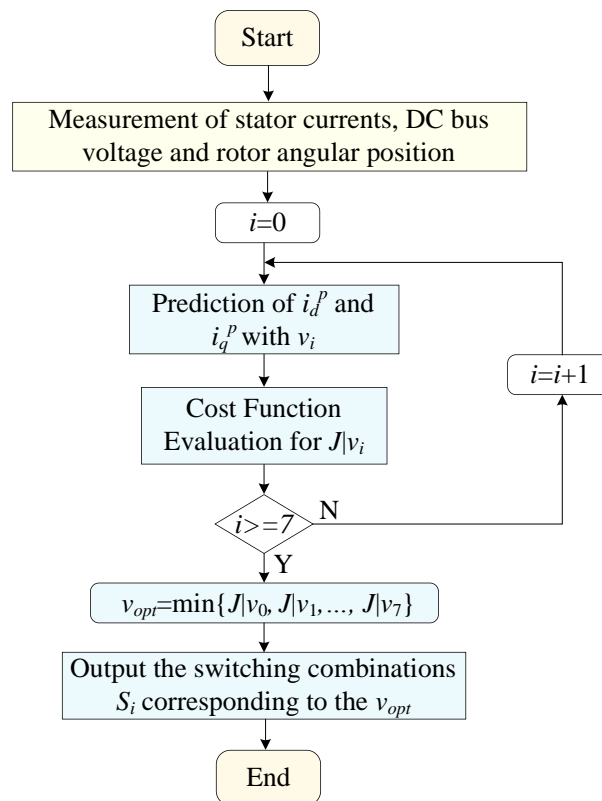 Start
Measurement of stator currents, DC bus
voltage and rotor angular position
i=0
Prediction of i_d^p and
i_q^p with v_i
i=i+1
Cost Function
Evaluation for J|v_i
i>=7
N
Y
v_opt=min{J|v_0, J|v_1,..., J|v_7}
Output the switching combinations
S_i corresponding to the v_opt
End